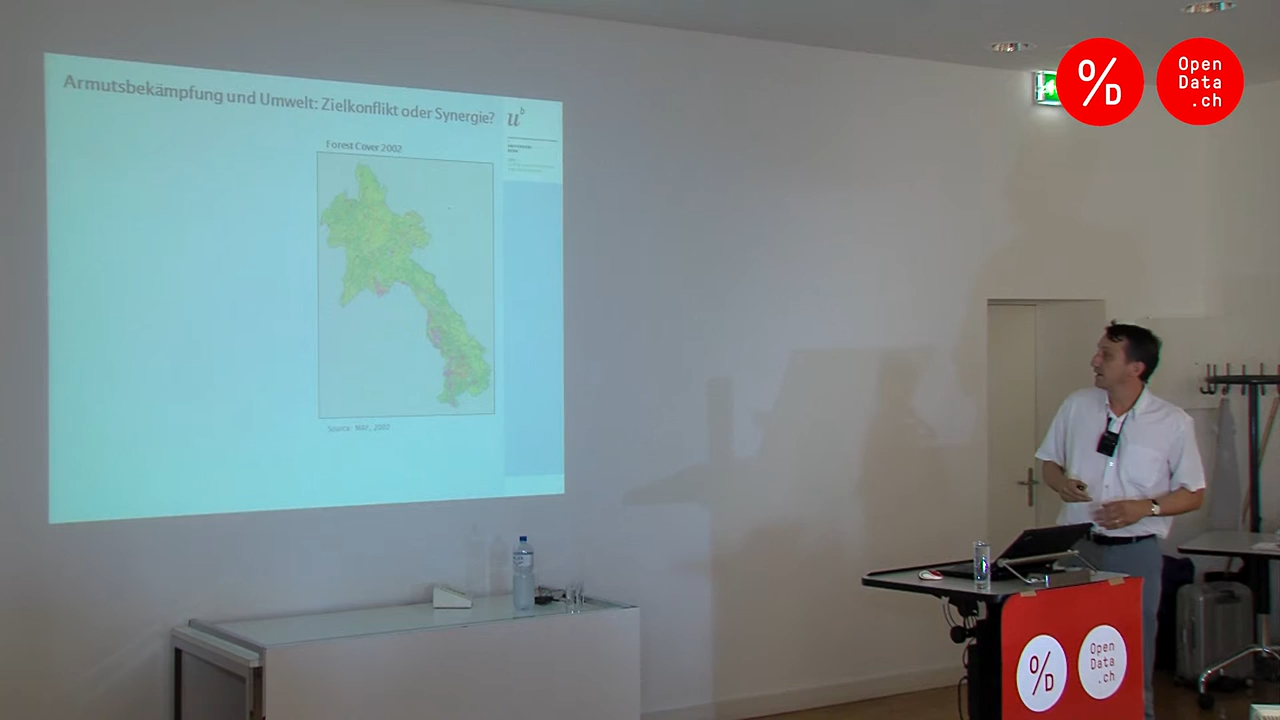 Armutsbekämpfung und Umwelt: Zielkonflikt oder Synergie?
u^b
Forest Cover 2002
Source: MAF, 2002
%D
Open
Data
.ch
%D
Open
Data
.ch